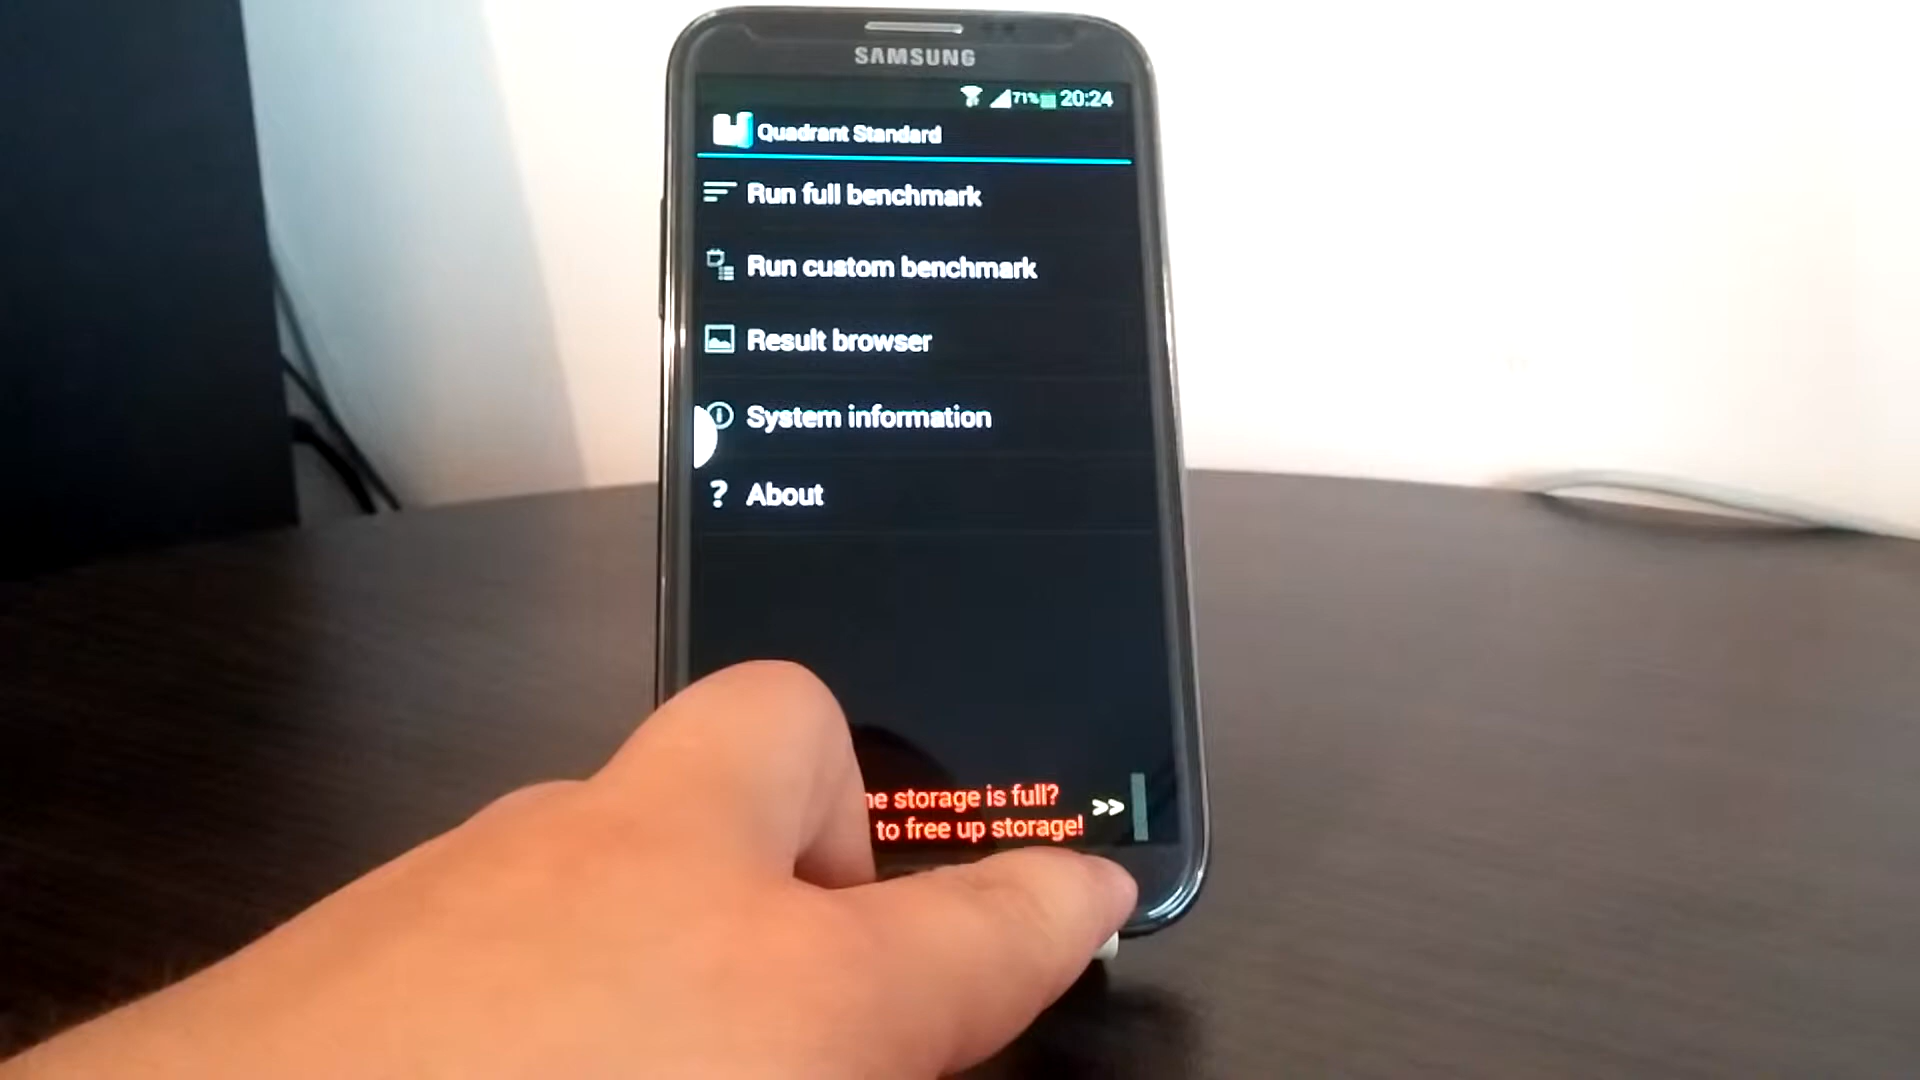 SAMSUNG
71% 20:24
Quadrant Standard
Run full benchmark
Run custom benchmark
Result browser
System information
? About
storage is full? >>
to free up storage!